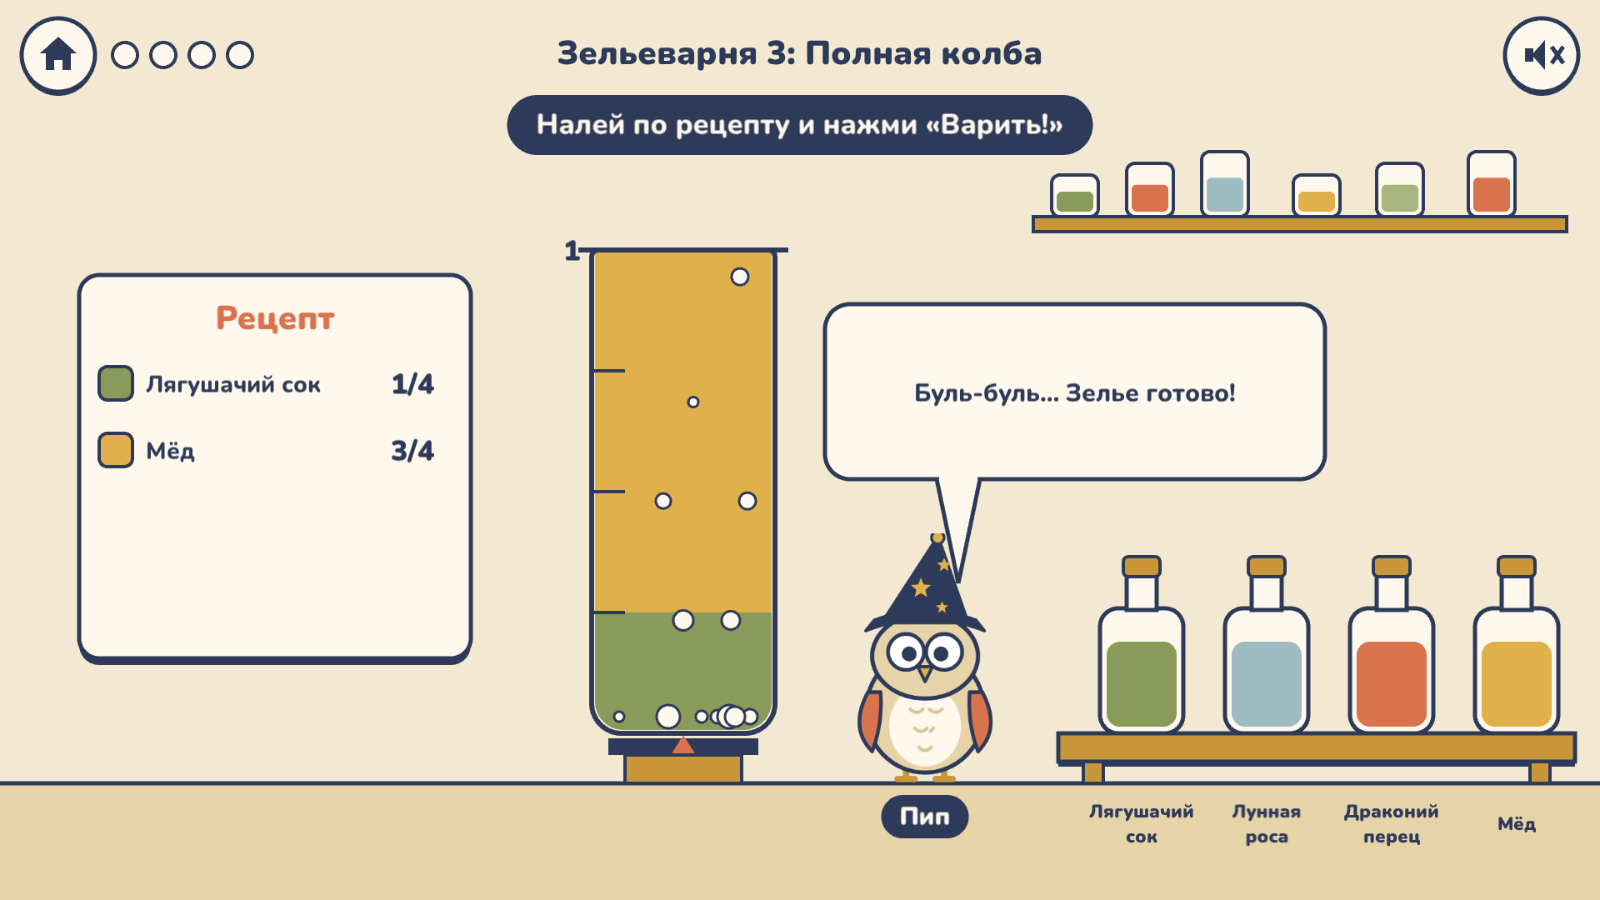 Зельеварня 3: Полная колба
Налей по рецепту и нажми «Варить!»
1
Рецепт
Лягушачий сок 1/4
Мёд 3/4
Буль-буль... Зелье готово!
Пип
Лягушачий
сок
Лунная
роса
Драконий
перец
Мёд